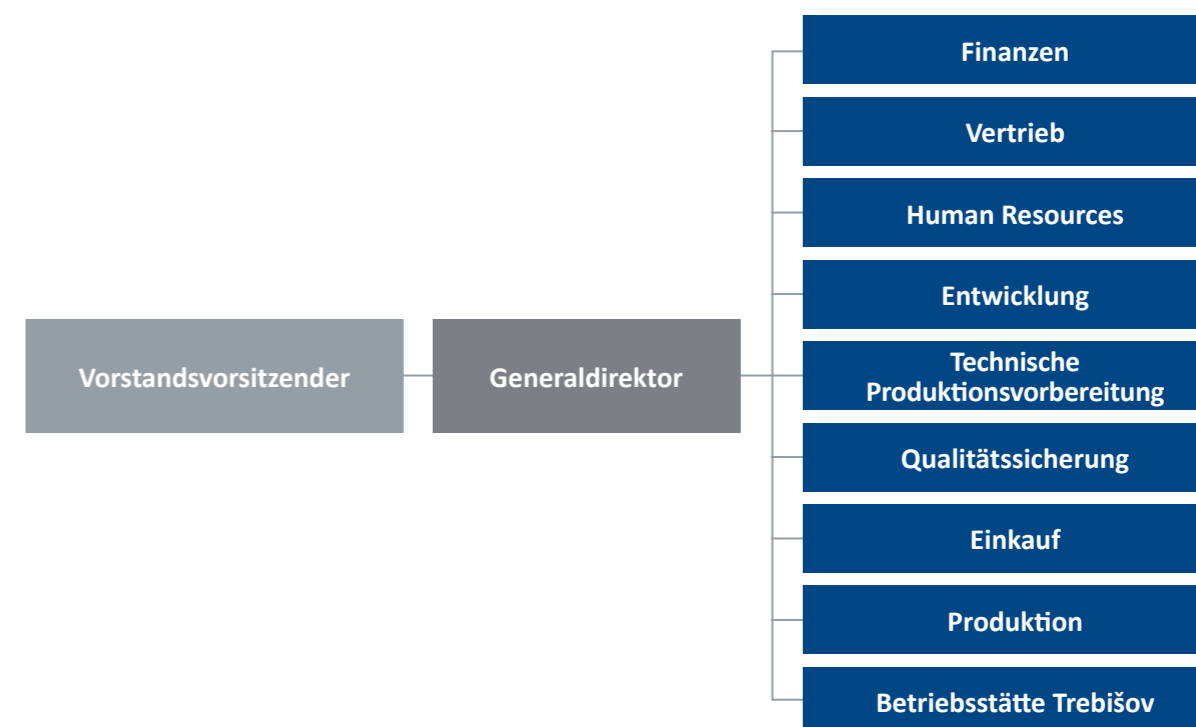 Finanzen
Vertrieb
Human Resources
Entwicklung
Vorstandsvorsitzender
Generaldirektor
Technische
Produktionsvorbereitung
Qualitätssicherung
Einkauf
Produktion
Betriebsstätte Trebišov